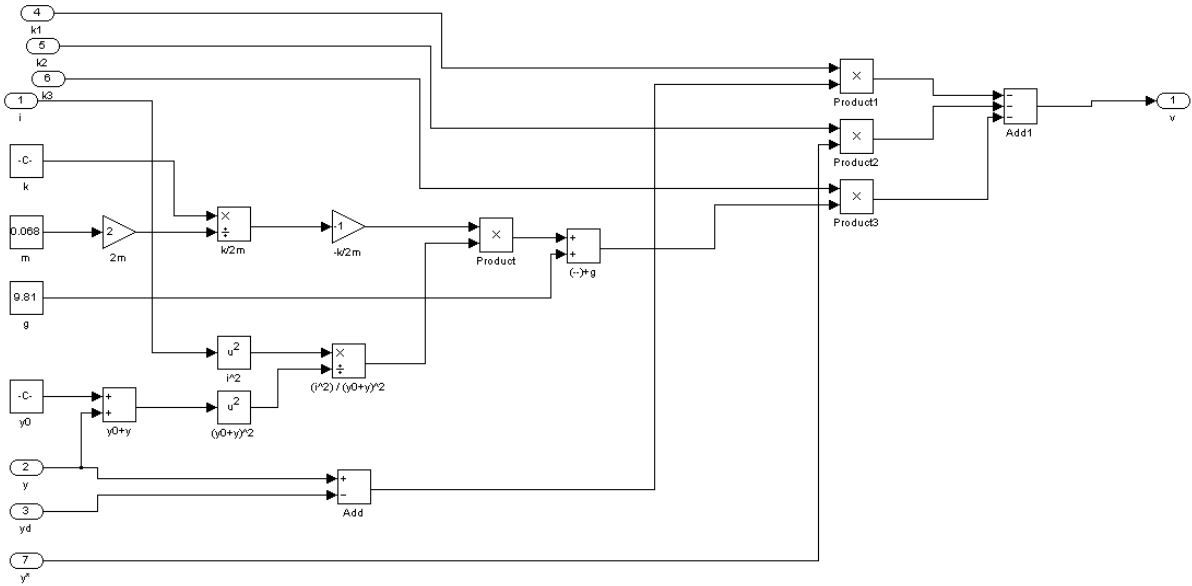 4
k1
5
k2
6
k3
1
i
-C-
k
0.068
m
2
2m
×
÷
k/2m
-1
-k/2m
×
Product
+
+
(--)+g
9.81
g
u²
i^2
×
÷
(i^2) / (y0+y)^2
-C-
y0
+
+
y0+y
u²
(y0+y)^2
2
y
3
yd
+
−
Add
7
y*
×
Product1
×
Product2
×
Product3
−
−
−
Add1
1
v